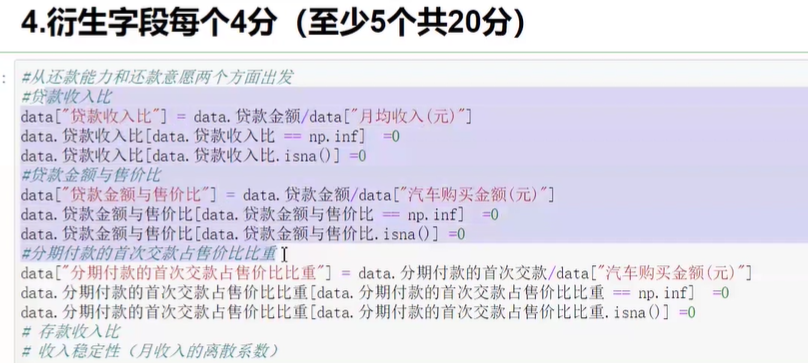 4.衍生字段每个4分（至少5个共20分）
:
#从还款能力和还款意愿两个方面出发
#贷款收入比
data["贷款收入比"] = data.贷款金额/data["月均收入(元)"]
data.贷款收入比[data.贷款收入比 == np.inf]  =0
data.贷款收入比[data.贷款收入比.isna()] =0
#贷款金额与售价比
data["贷款金额与售价比"] = data.贷款金额/data["汽车购买金额(元)"]
data.贷款金额与售价比[data.贷款金额与售价比 == np.inf]  =0
data.贷款金额与售价比[data.贷款金额与售价比.isna()] =0
#分期付款的首次交款占售价比比重
data["分期付款的首次交款占售价比比重"] = data.分期付款的首次交款/data["汽车购买金额(元)"]
data.分期付款的首次交款占售价比比重[data.分期付款的首次交款占售价比比重 == np.inf]  =0
data.分期付款的首次交款占售价比比重[data.分期付款的首次交款占售价比比重.isna()] =0
# 存款收入比
# 收入稳定性（月收入的离散系数）